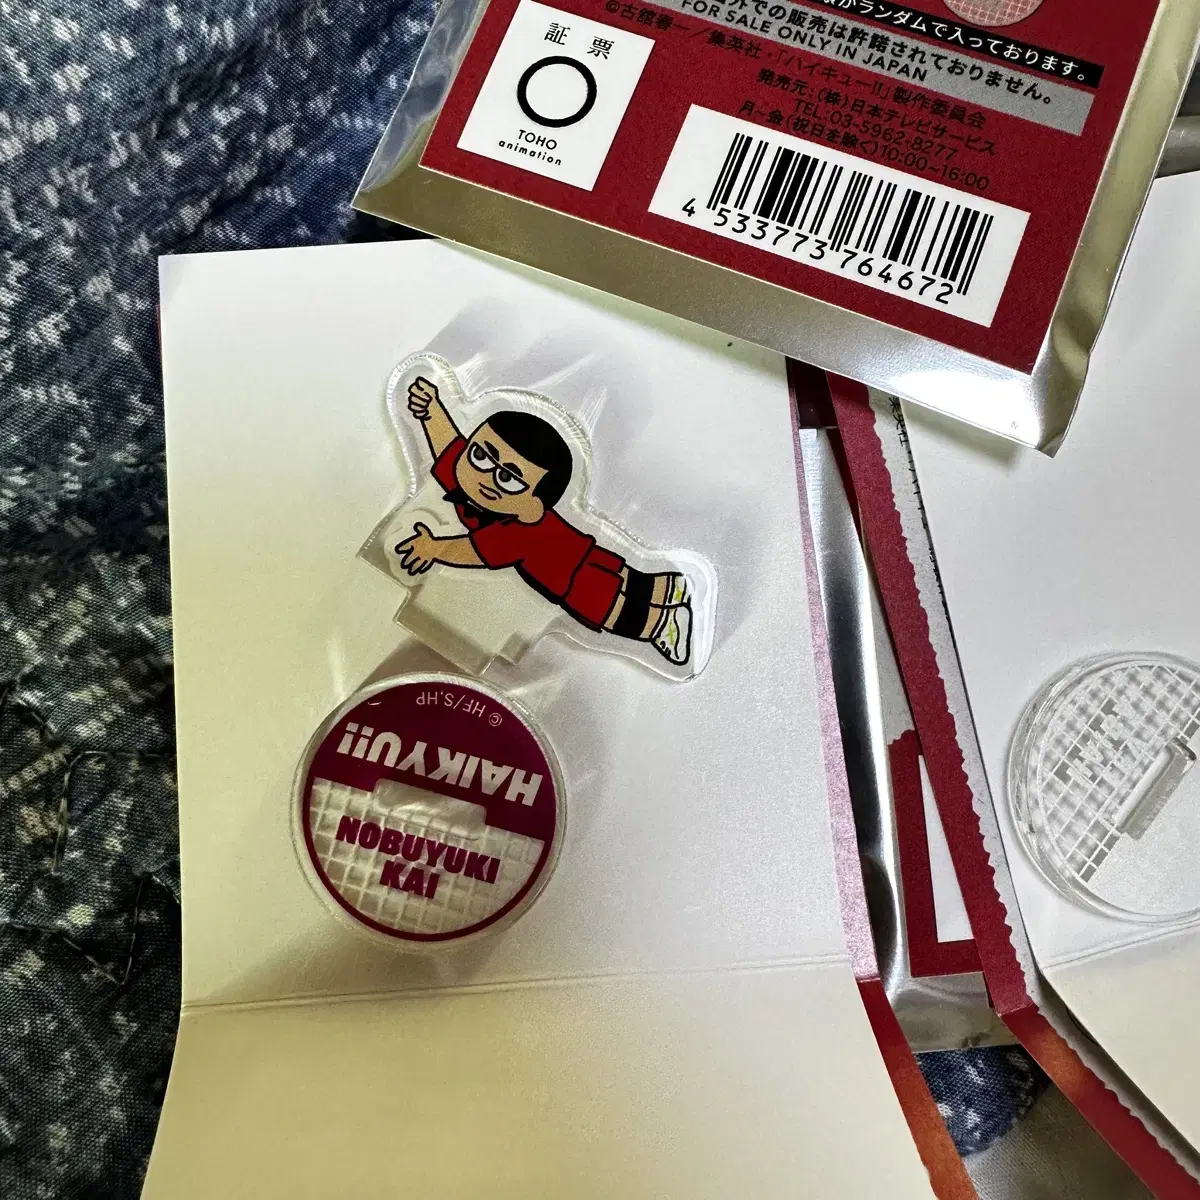 がランダムで入っております。
外での販売は許諾されておりません。
FOR SALE ONLY IN JAPAN
©古舘春一/集英社・「ハイキュー!!」製作委員会
発売元:(株)日本テレビサービス
TEL:03-5962-8277
月~金(祝日を除く)10:00~16:00
証票
TOHO
animation
4 533773 764672
© HF/S,HP
HAIKYU!!
NOBUYUKI
KAI